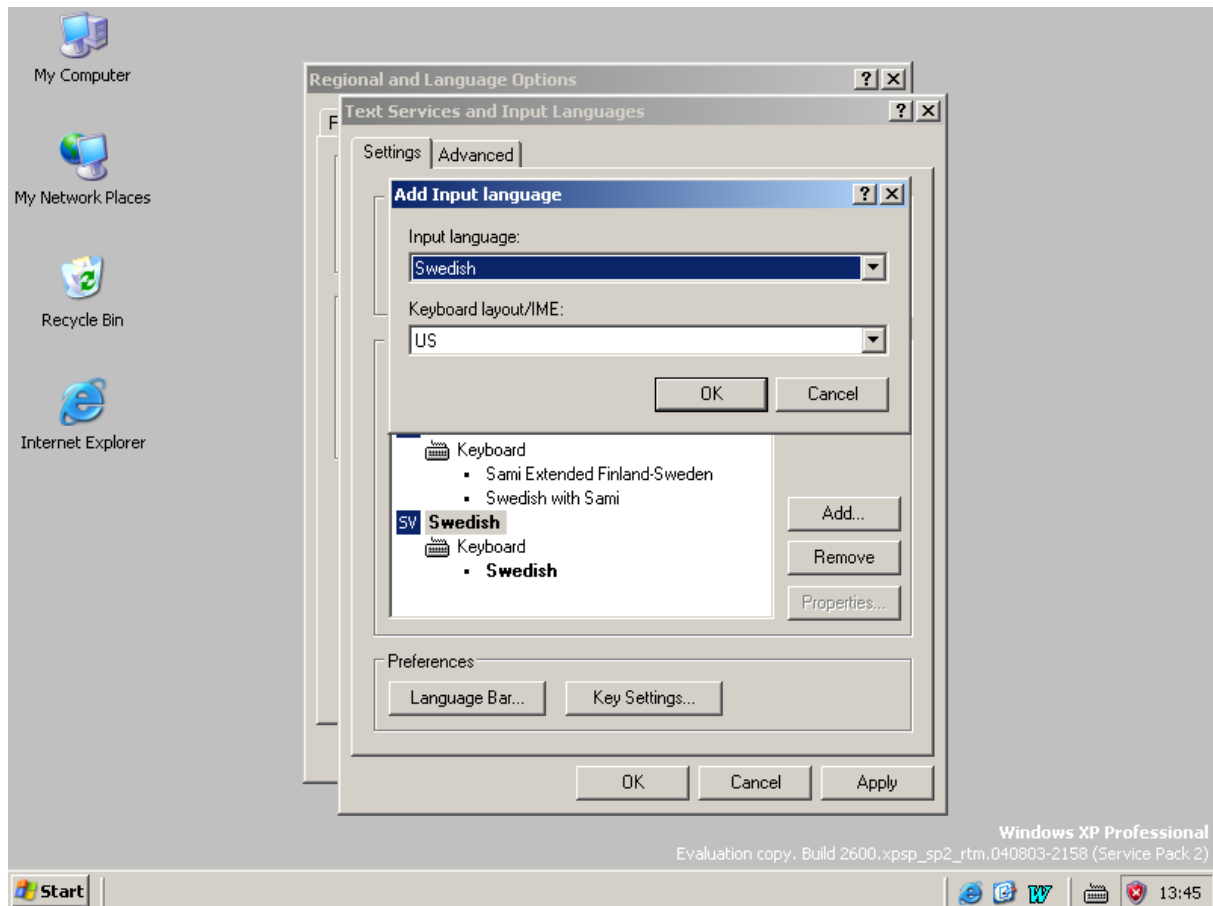 My Computer
My Network Places
Recycle Bin
Internet Explorer
Regional and Language Options
Text Services and Input Languages
Settings
Advanced
Add Input language
Input language:
Swedish
Keyboard layout/IME:
US
OK
Cancel
Keyboard
Sami Extended Finland-Sweden
Swedish with Sami
SV Swedish
Keyboard
Swedish
Add...
Remove
Properties...
Preferences
Language Bar...
Key Settings...
OK
Cancel
Apply
Windows XP Professional
Evaluation copy. Build 2600.xpsp_sp2_rtm.040803-2158 (Service Pack 2)
Start
13:45